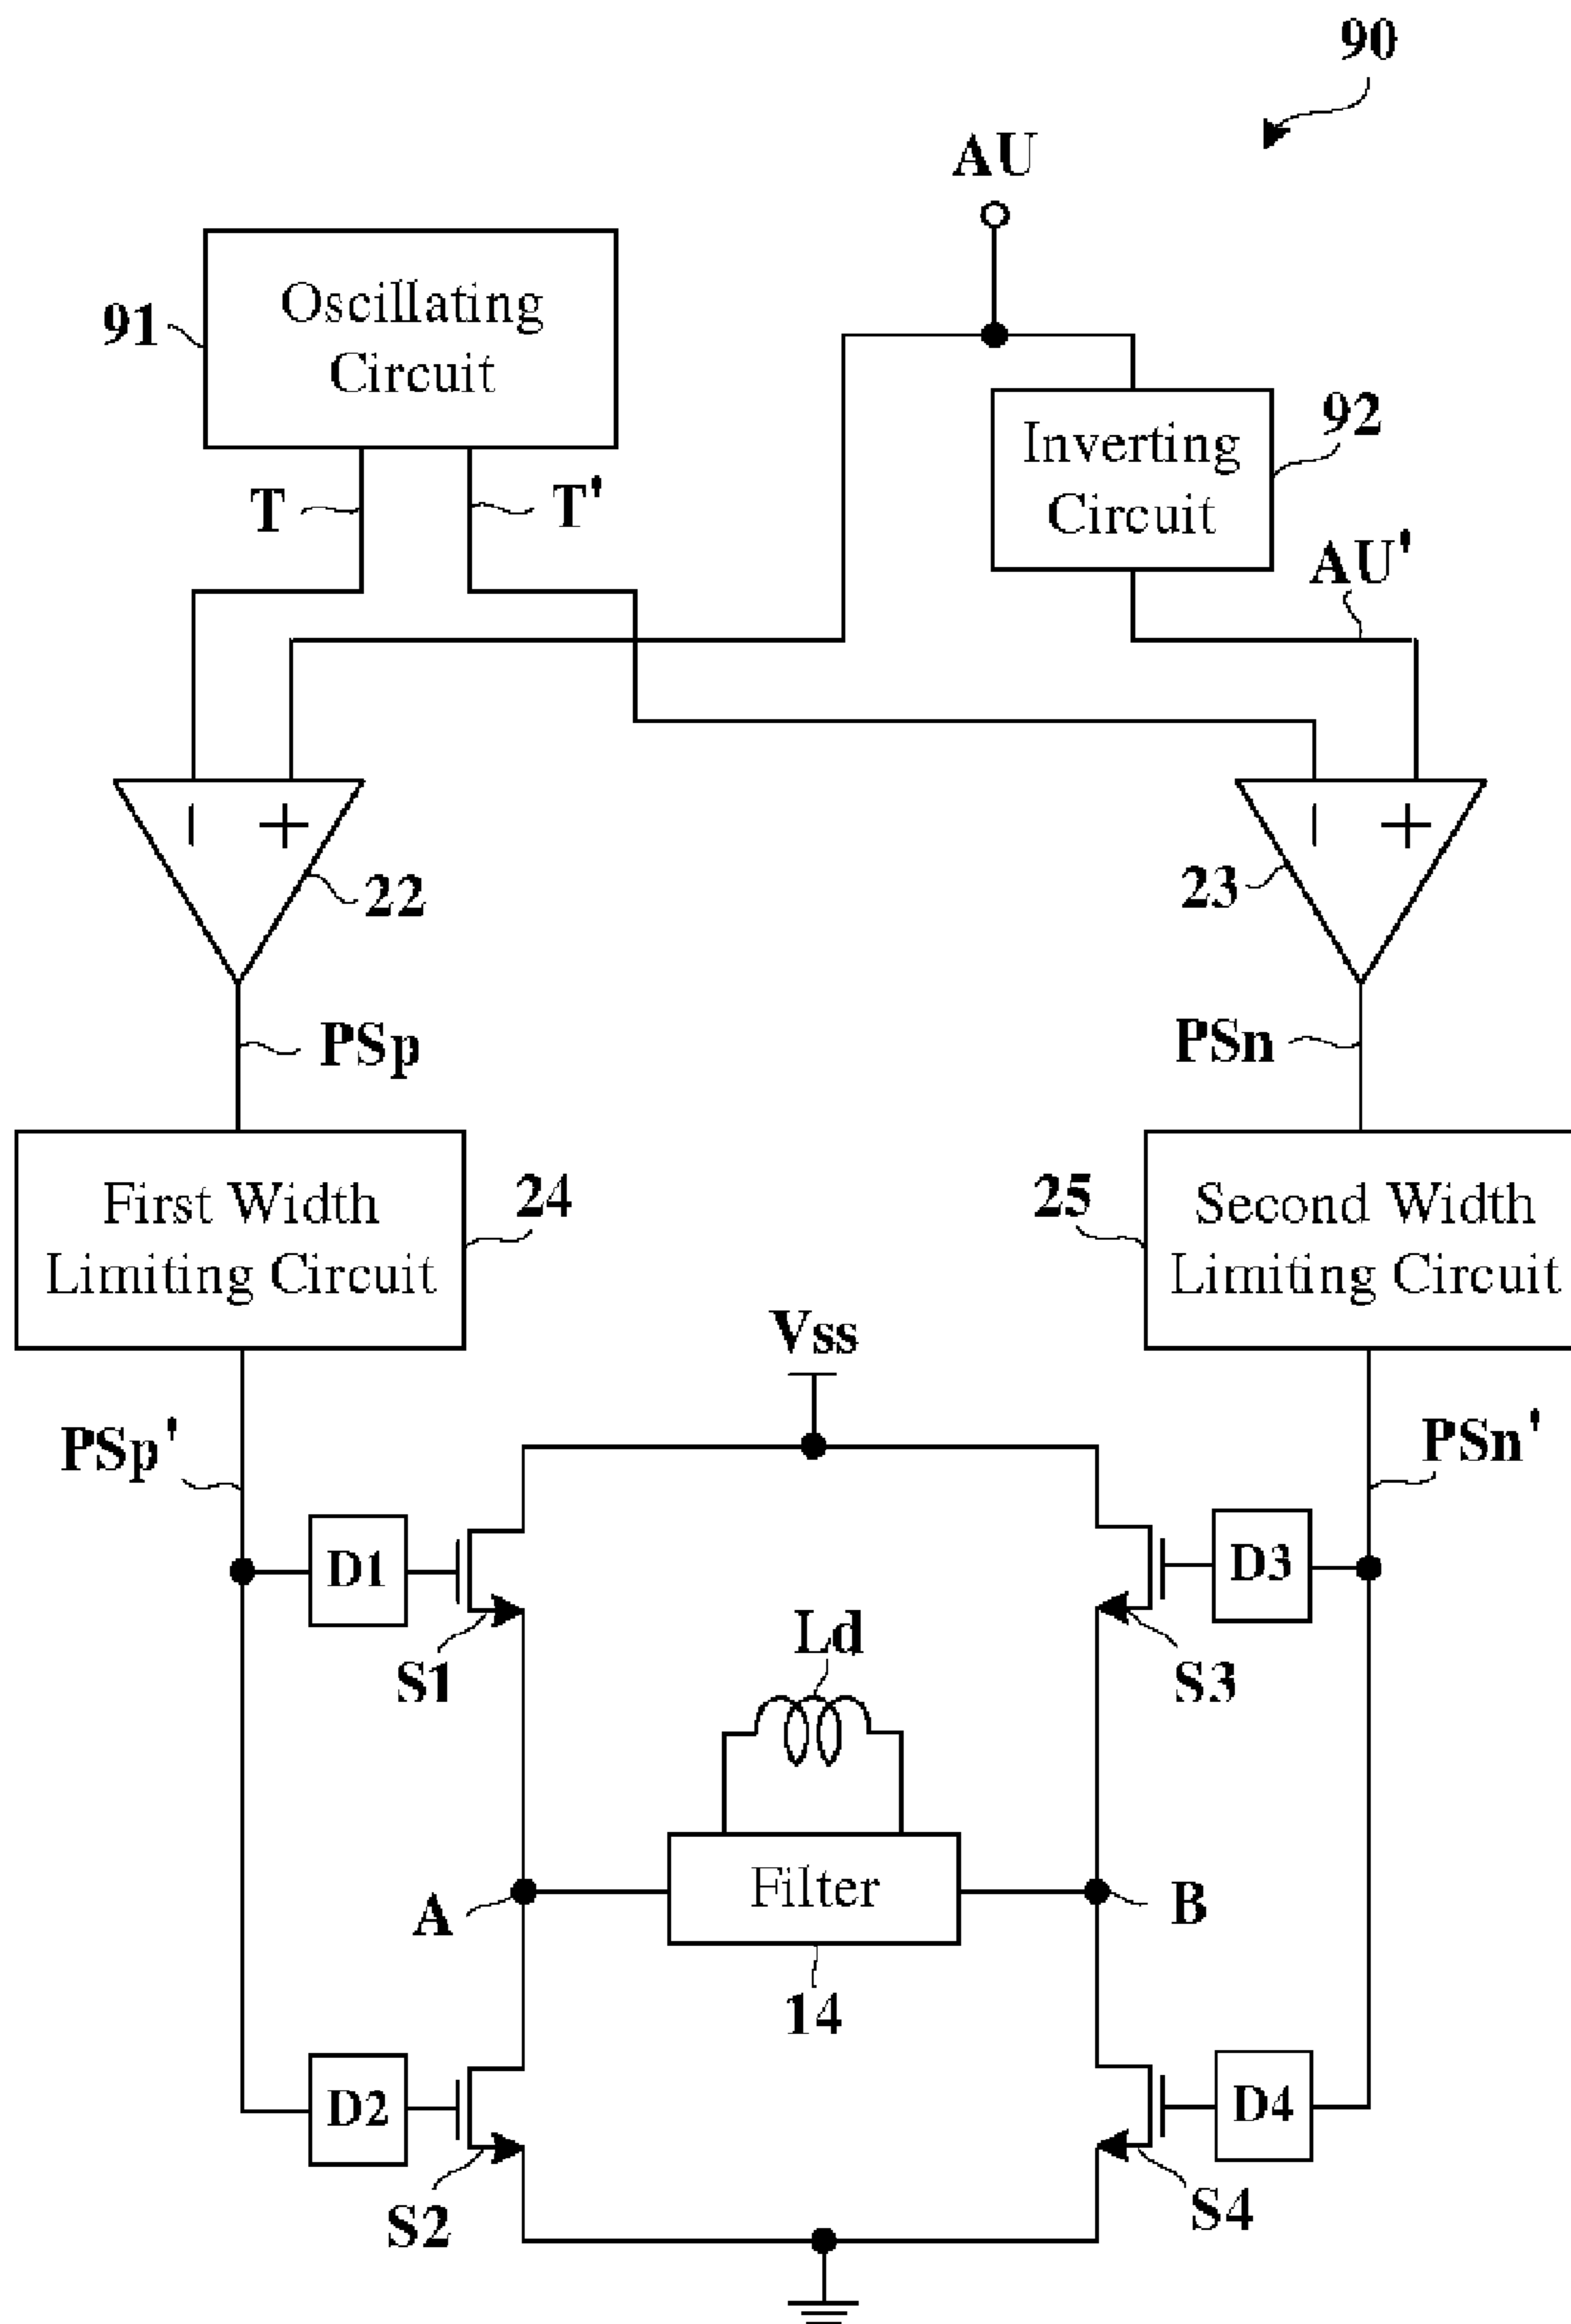 90
AU
Oscillating
Circuit
91
Inverting
Circuit
92
T
T'
AU'
− +
22
− +
23
PSp
PSn
First Width
Limiting Circuit
24
25
Second Width
Limiting Circuit
Vss
PSp'
PSn'
D1
D3
S1
Ld
S3
A
Filter
B
14
D2
D4
S2
S4